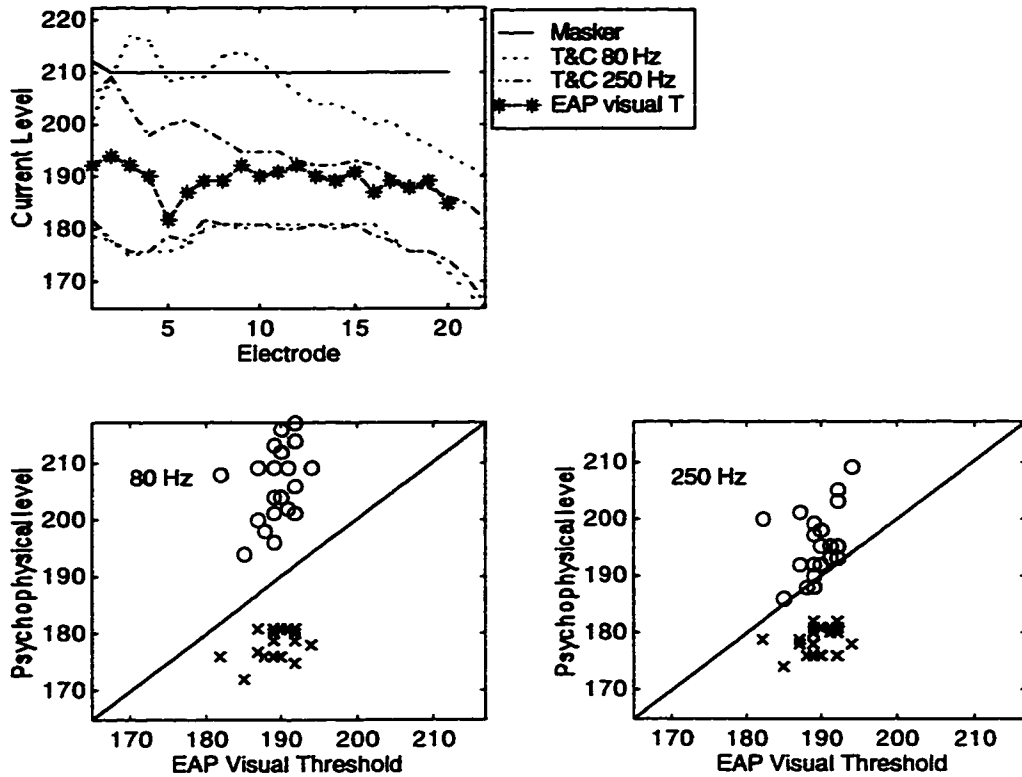 220
210
200
190
180
170
Current Level
5
10
15
20
Electrode
Masker
T&C 80 Hz
T&C 250 Hz
EAP visual T
210
200
190
180
170
Psychophysical level
80 Hz
170
180
190
200
210
EAP Visual Threshold
210
200
190
180
170
Psychophysical level
250 Hz
170
180
190
200
210
EAP Visual Threshold